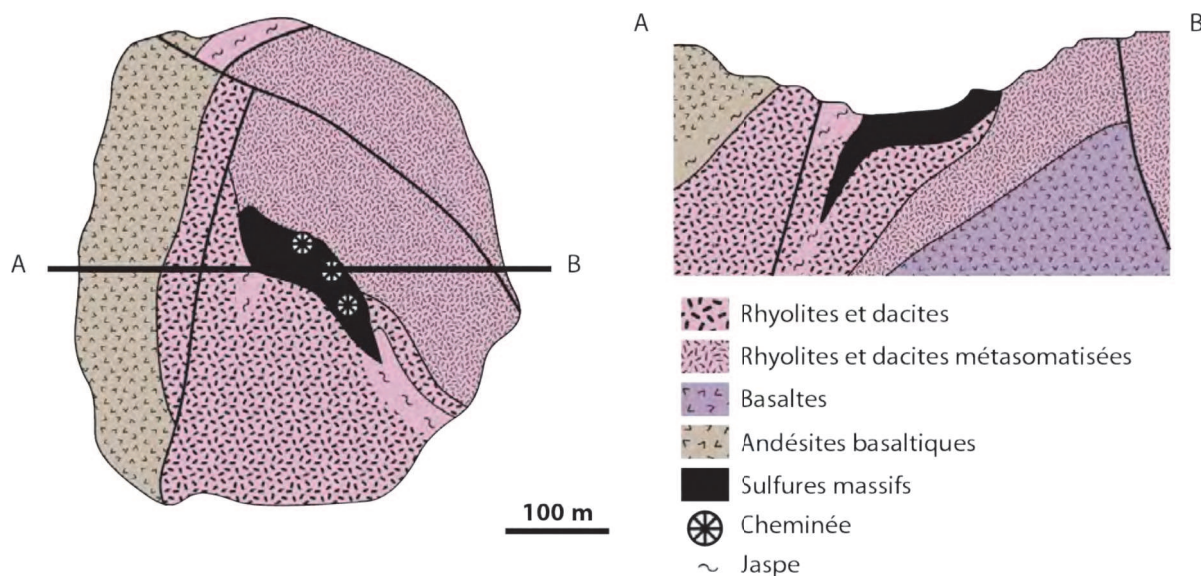 A
B
A
B
100 m
Rhyolites et dacites
Rhyolites et dacites métasomatisées
Basaltes
Andésites basaltiques
Sulfures massifs
Cheminée
Jaspe